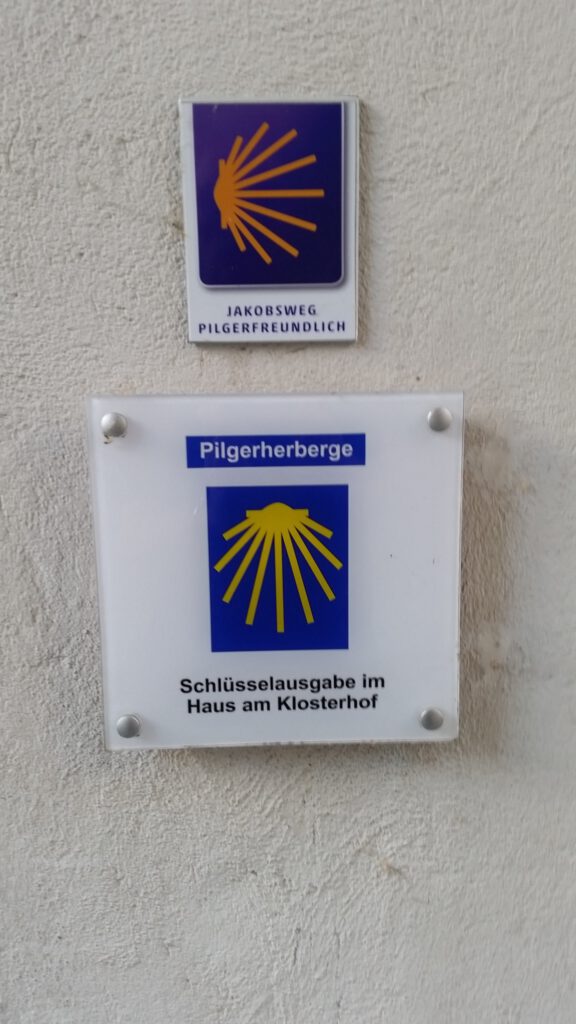 JAKOBSWEG
PILGERFREUNDLICH
Pilgerherberge
Schlüsselausgabe im
Haus am Klosterhof